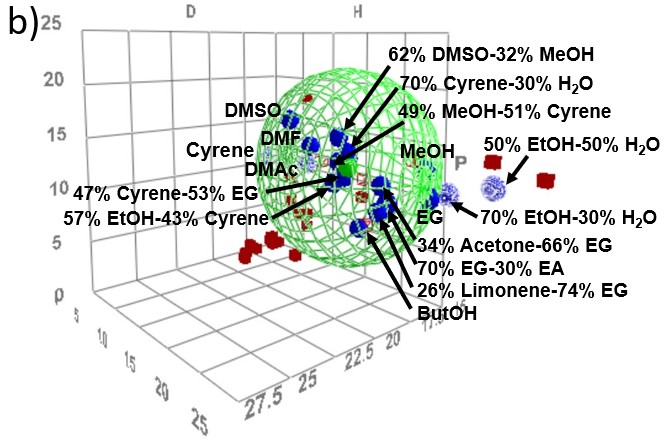 b)
25
D
H
62% DMSO-32% MeOH
20
70% Cyrene-30% H₂O
DMSO
49% MeOH-51% Cyrene
15
DMF
Cyrene
MeOH
50% EtOH-50% H₂O
P
DMAc
10
47% Cyrene-53% EG
57% EtOH-43% Cyrene
EG
70% EtOH-30% H₂O
5
34% Acetone-66% EG
70% EG-30% EA
0
26% Limonene-74% EG
5
ButOH
10
15
20
25
27.5
25
22.5
20